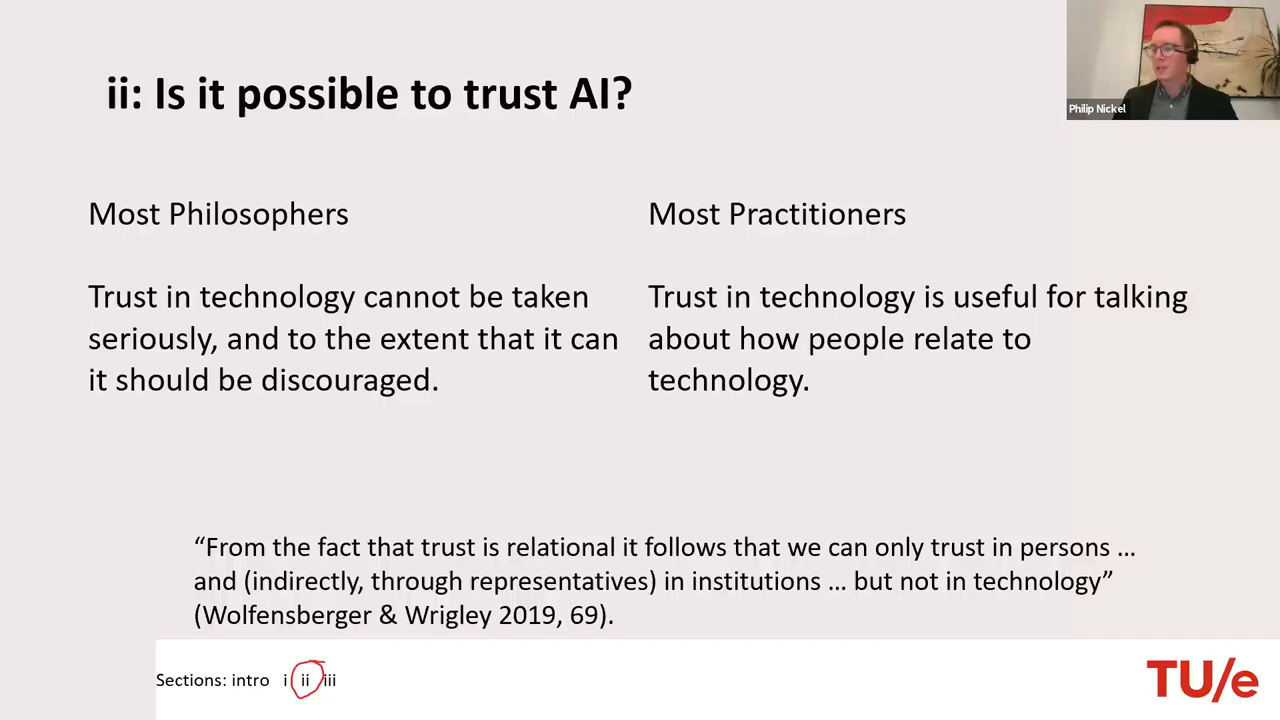 ii: Is it possible to trust AI?
Philip Nickel
Most Philosophers
Trust in technology cannot be taken
seriously, and to the extent that it can
it should be discouraged.
Most Practitioners
Trust in technology is useful for talking
about how people relate to
technology.
“From the fact that trust is relational it follows that we can only trust in persons …
and (indirectly, through representatives) in institutions … but not in technology”
(Wolfensberger & Wrigley 2019, 69).
Sections: intro i ii iii
TU/e